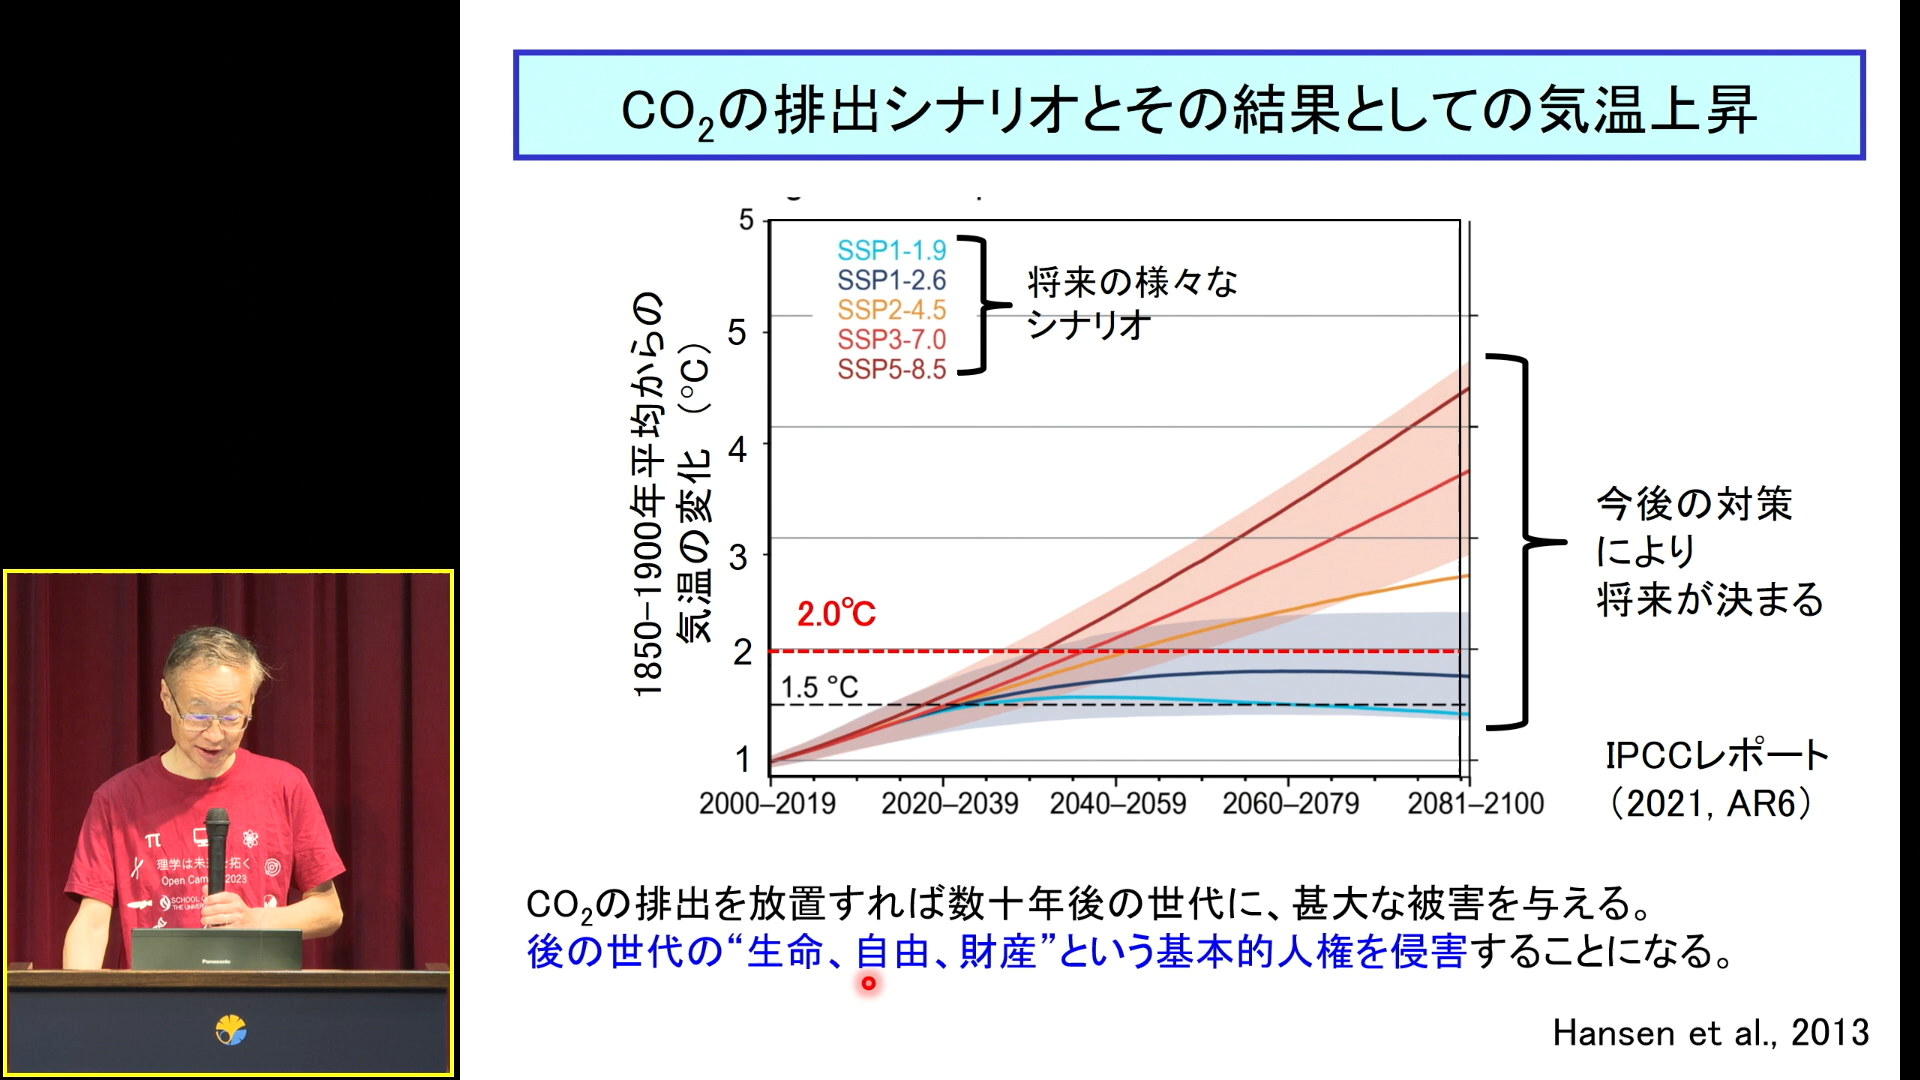 CO₂の排出シナリオとその結果としての気温上昇
5
SSP1-1.9
SSP1-2.6
SSP2-4.5
SSP3-7.0
SSP5-8.5
将来の様々な
シナリオ
1850-1900年平均からの
気温の変化 (℃)
5
4
3
2
1
2.0℃
1.5 °C
2000–2019
2020–2039
2040–2059
2060–2079
2081–2100
今後の対策
により
将来が決まる
IPCCレポート
(2021, AR6)
CO₂の排出を放置すれば数十年後の世代に、甚大な被害を与える。
後の世代の“生命、自由、財産”という基本的人権を侵害することになる。
Hansen et al., 2013
π
理学は未
拓く
Open Cam
2023
Panasonic